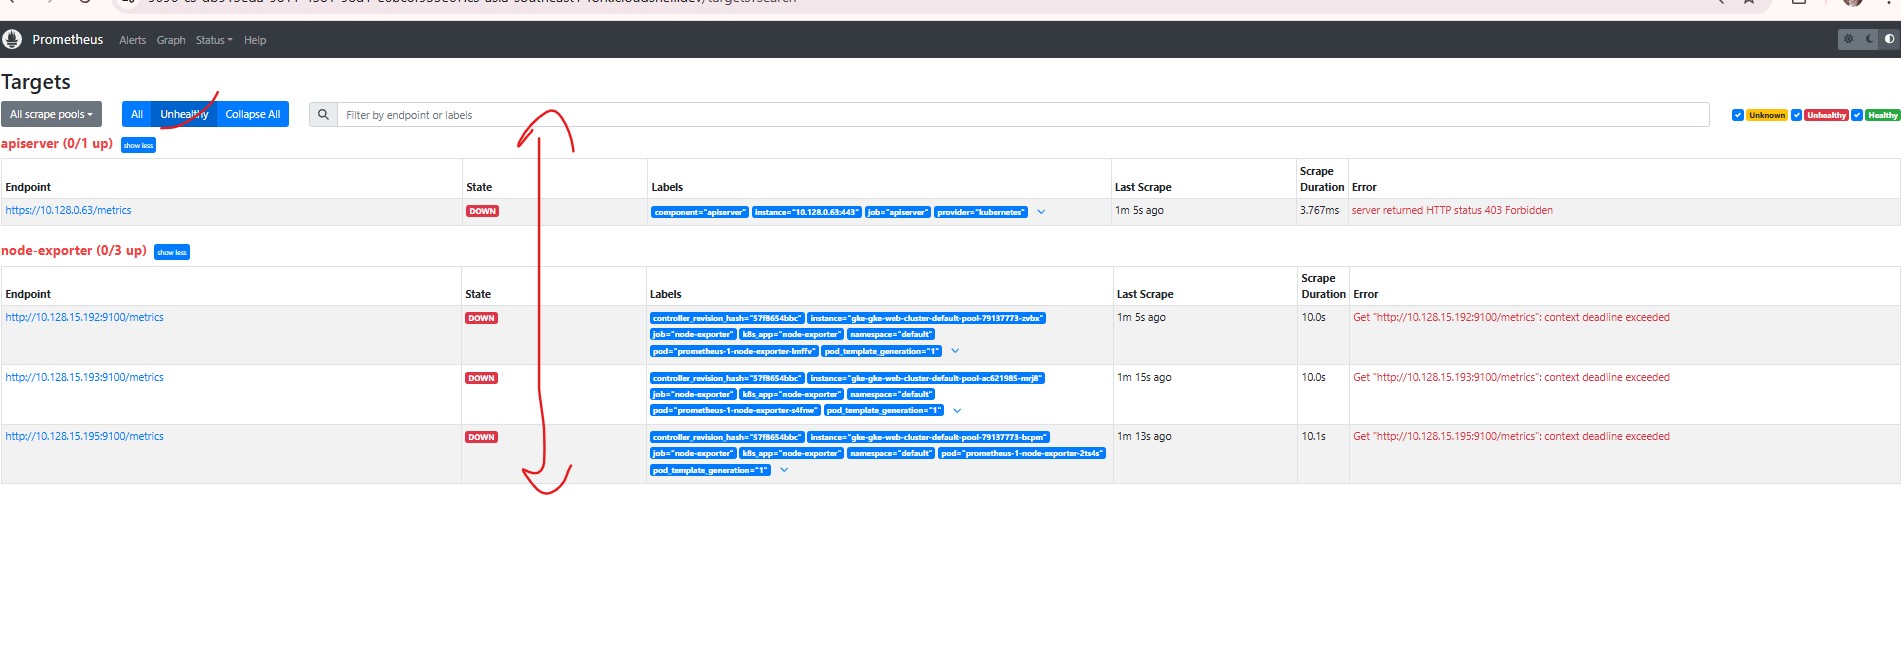 Prometheus Alerts Graph Status Help
Targets
All scrape pools All Unhealthy Collapse All Filter by endpoint or labels Unknown Unhealthy Healthy
apiserver (0/1 up) show less
Endpoint State Labels Last Scrape Scrape Duration Error
https://10.128.0.63/metrics DOWN component="apiserver" instance="10.128.0.63:443" job="apiserver" provider="kubernetes" 1m 5s ago 3.767ms server returned HTTP status 403 Forbidden
node-exporter (0/3 up) show less
Endpoint State Labels Last Scrape Scrape Duration Error
http://10.128.15.192:9100/metrics DOWN controller_revision_hash="57f8654bbc" instance="gke-gke-web-cluster-default-pool-79137773-zvbx" 1m 5s ago 10.0s Get "http://10.128.15.192:9100/metrics": context deadline exceeded
job="node-exporter" k8s_app="node-exporter" namespace="default"
pod="prometheus-1-node-exporter-lmffv" pod_template_generation="1"
http://10.128.15.193:9100/metrics DOWN controller_revision_hash="57f8654bbc" instance="gke-gke-web-cluster-default-pool-ac621985-mrj8" 1m 15s ago 10.0s Get "http://10.128.15.193:9100/metrics": context deadline exceeded
job="node-exporter" k8s_app="node-exporter" namespace="default"
pod="prometheus-1-node-exporter-s4fnw" pod_template_generation="1"
http://10.128.15.195:9100/metrics DOWN controller_revision_hash="57f8654bbc" instance="gke-gke-web-cluster-default-pool-79137773-bcpm" 1m 13s ago 10.1s Get "http://10.128.15.195:9100/metrics": context deadline exceeded
job="node-exporter" k8s_app="node-exporter" namespace="default" pod="prometheus-1-node-exporter-2ts4s"
pod_template_generation="1"